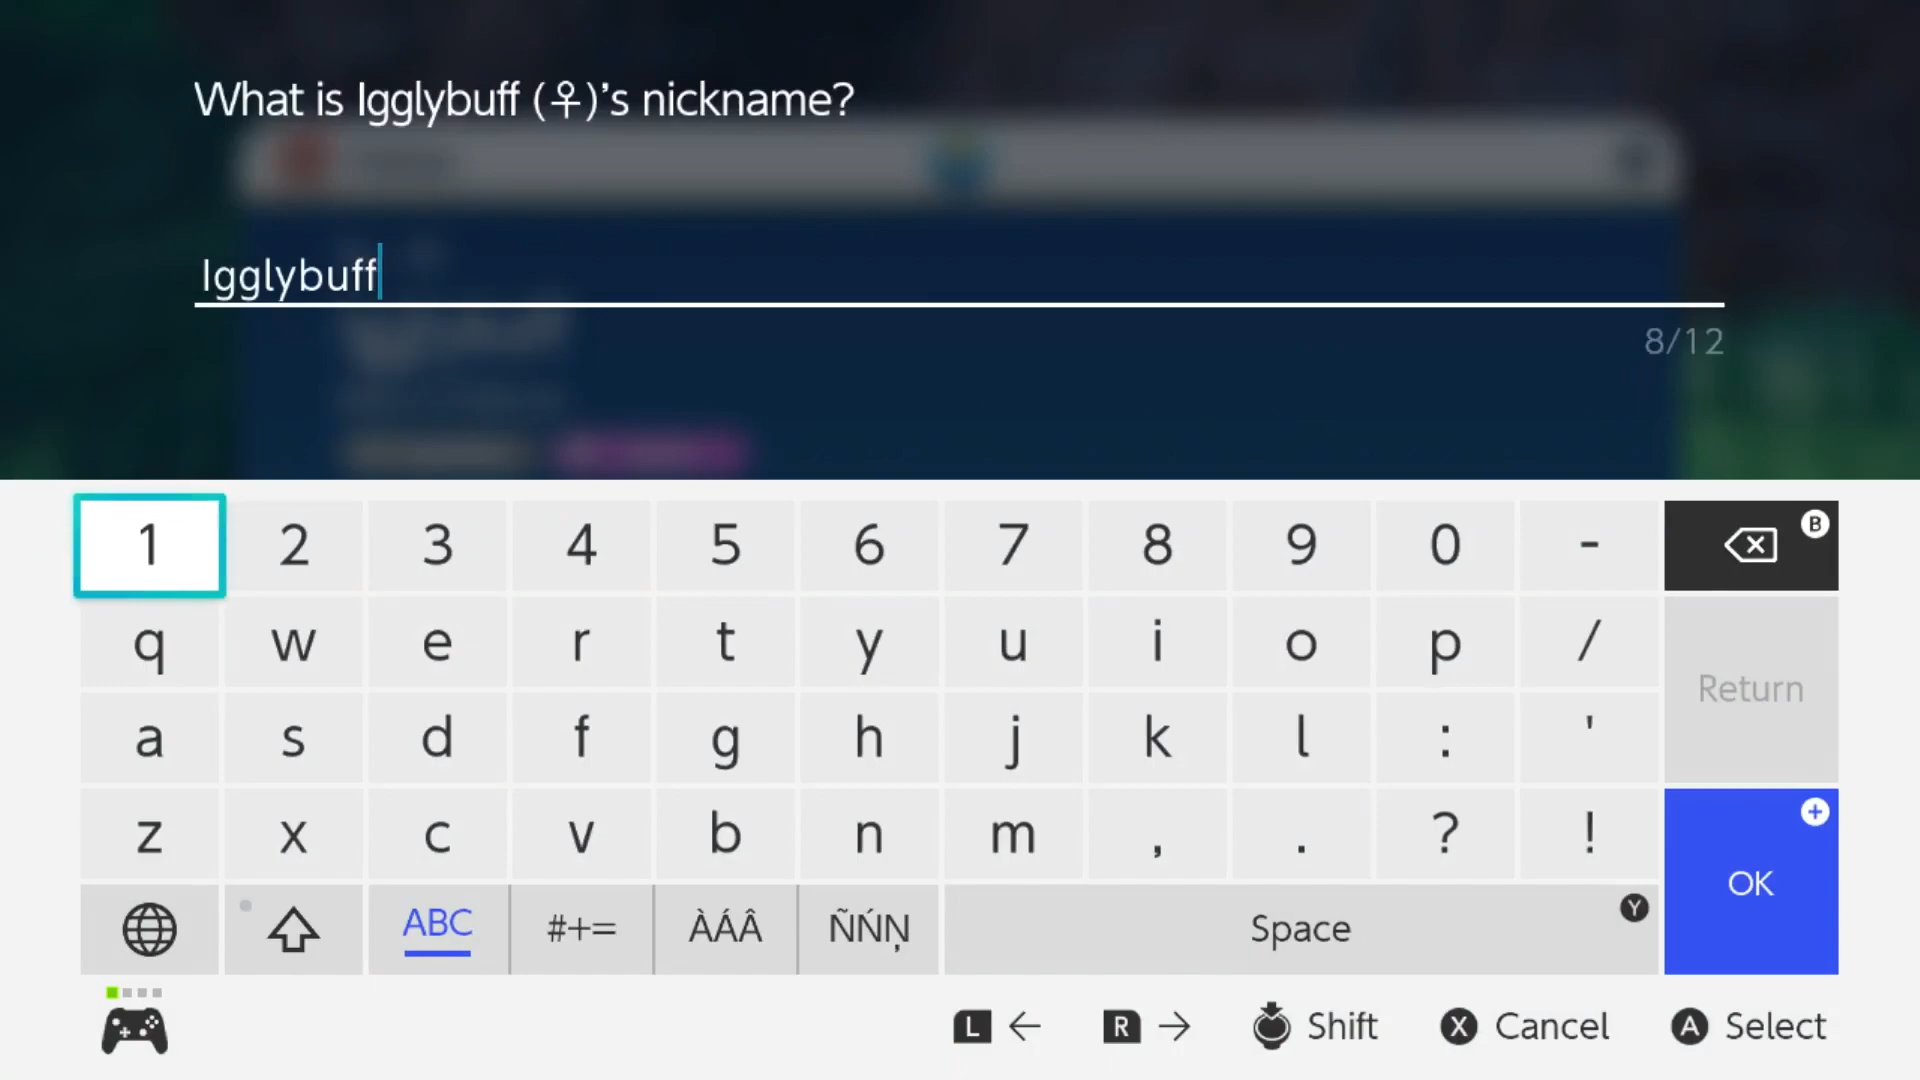 What is Igglybuff (♀)'s nickname?
Igglybuff
8/12
1 2 3 4 5 6 7 8 9 0 - B
q w e r t y u i o p /
Return
a s d f g h j k l : '
z x c v b n m , . ? ! +
OK
ABC #+= ÀÁÂ ÑŃŅ Space Y
L ← R → Shift X Cancel A Select